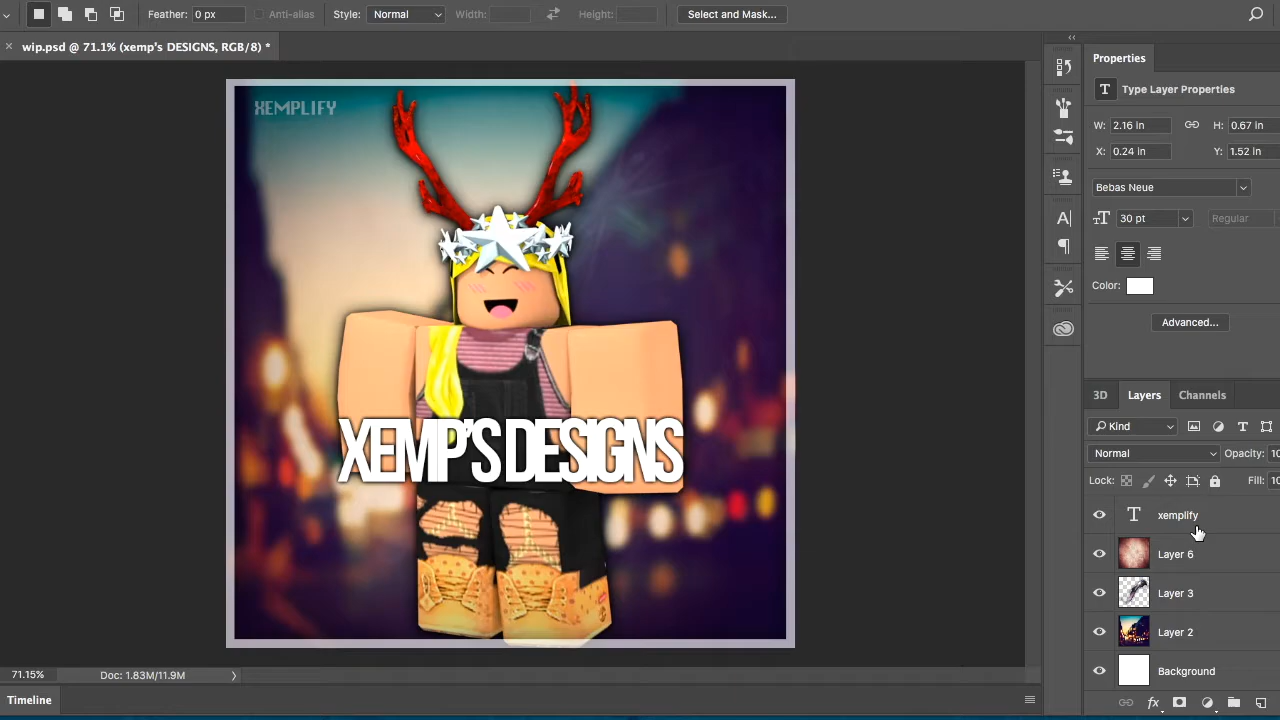 Feather: 0 px Anti-alias Style: Normal Width: Height: Select and Mask...
wip.psd @ 71.1% (xemp's DESIGNS, RGB/8) *
Properties
T Type Layer Properties
W: 2.16 in H: 0.67 in
X: 0.24 in Y: 1.52 in
Bebas Neue
30 pt Regular
Color:
Advanced...
XEMPLIFY
XEMP'S DESIGNS
3D Layers Channels
Kind
Normal Opacity: 10
Lock: Fill: 10
T xemplify
Layer 6
Layer 3
Layer 2
Background
71.15% Doc: 1.83M/11.9M
Timeline